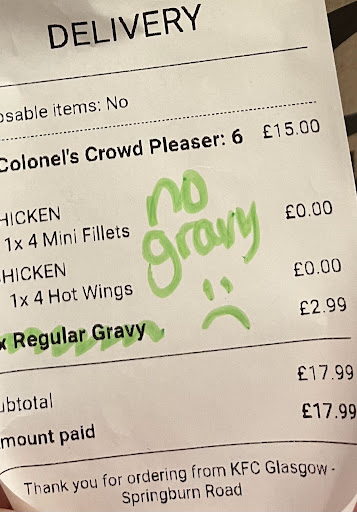 DELIVERY
osable items: No
Colonel's Crowd Pleaser: 6 £15.00
HICKEN
1x 4 Mini Fillets £0.00
HICKEN
1x 4 Hot Wings £0.00
x Regular Gravy £2.99
no
gravy
ubtotal £17.99
mount paid £17.99
Thank you for ordering from KFC Glasgow -
Springburn Road